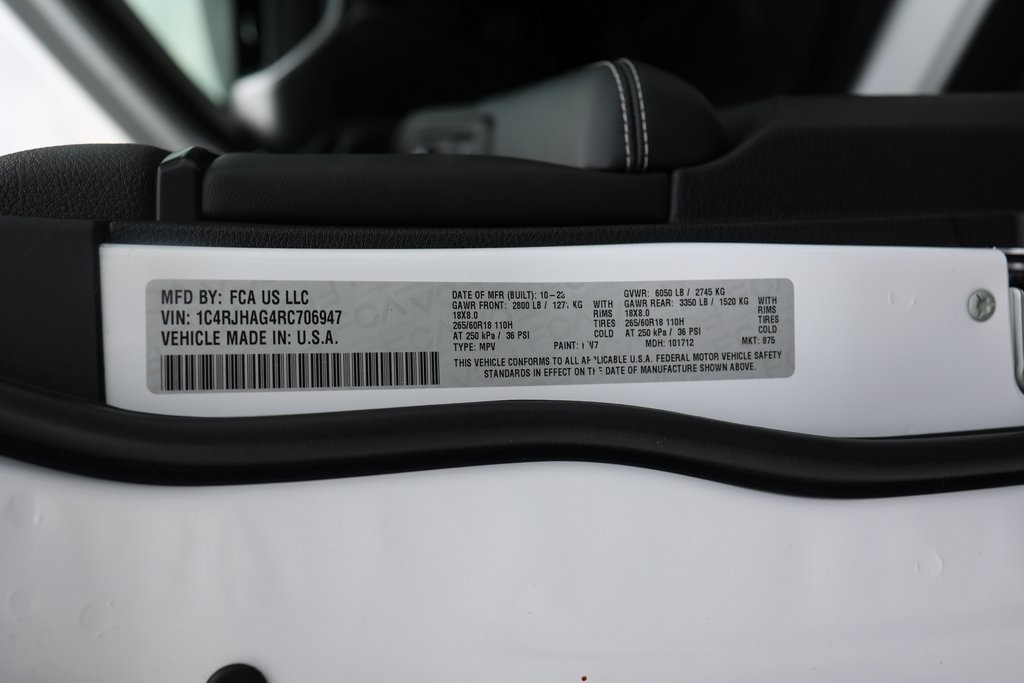 MFD BY: FCA US LLC
VIN: 1C4RJHAG4RC706947
VEHICLE MADE IN: U.S.A.
DATE OF MFR (BUILT): 10-23
GAWR FRONT: 2800 LB / KG WITH
18X8.0 RIMS
265/60R18 110H TIRES
AT 250 kPa / 36 PSI COLD
TYPE: MPV PAINT:
GVWR: 6050 LB / 2745 KG
GAWR REAR: 3350 LB / 1520 KG WITH
18X8.0 RIMS
265/60R18 110H TIRES
AT 250 kPa / 36 PSI COLD
MDH: 101712 MKT: 875
THIS VEHICLE CONFORMS TO ALL APPLICABLE U.S.A. FEDERAL MOTOR VEHICLE SAFETY
STANDARDS IN EFFECT ON THE DATE OF MANUFACTURE SHOWN ABOVE.